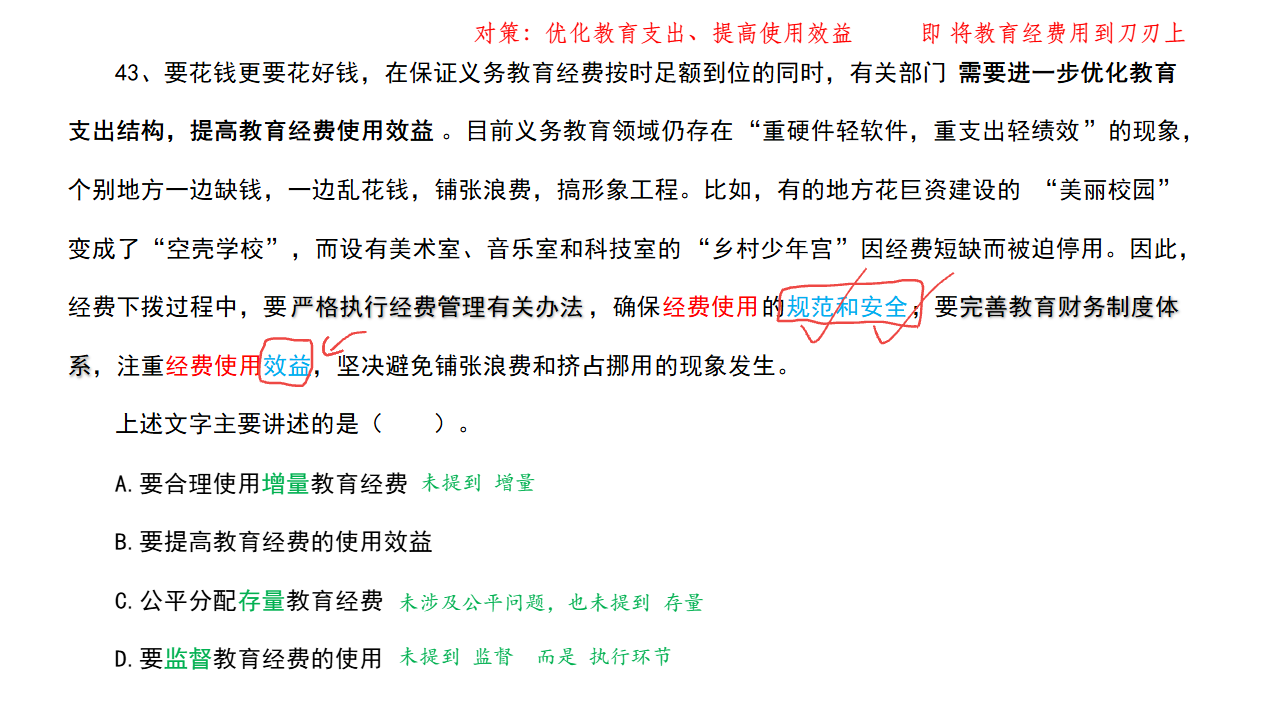 对策：优化教育支出、提高使用效益 即 将教育经费用到刀刃上
43、要花钱更要花好钱，在保证义务教育经费按时足额到位的同时，有关部门 需要进一步优化教育
支出结构，提高教育经费使用效益 。目前义务教育领域仍存在“重硬件轻软件，重支出轻绩效”的现象，
个别地方一边缺钱，一边乱花钱，铺张浪费，搞形象工程。比如，有的地方花巨资建设的 “美丽校园”
变成了“空壳学校”，而设有美术室、音乐室和科技室的“乡村少年宫”因经费短缺而被迫停用。因此，
经费下拨过程中，要严格执行经费管理有关办法，确保经费使用的规范和安全；要完善教育财务制度体
系，注重经费使用效益，坚决避免铺张浪费和挤占挪用的现象发生。
上述文字主要讲述的是（ ）。
A.要合理使用增量教育经费 未提到 增量
B.要提高教育经费的使用效益
C.公平分配存量教育经费 未涉及公平问题，也未提到 存量
D.要监督教育经费的使用 未提到 监督 而是 执行环节